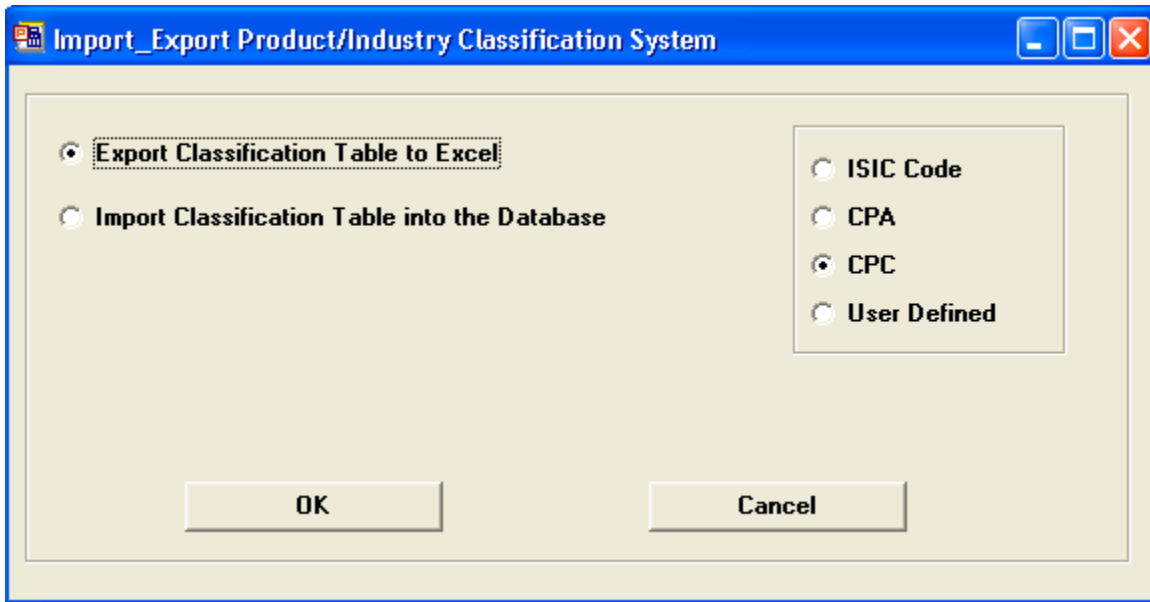 Import_Export Product/Industry Classification System
Export Classification Table to Excel
Import Classification Table into the Database
ISIC Code
CPA
CPC
User Defined
OK
Cancel